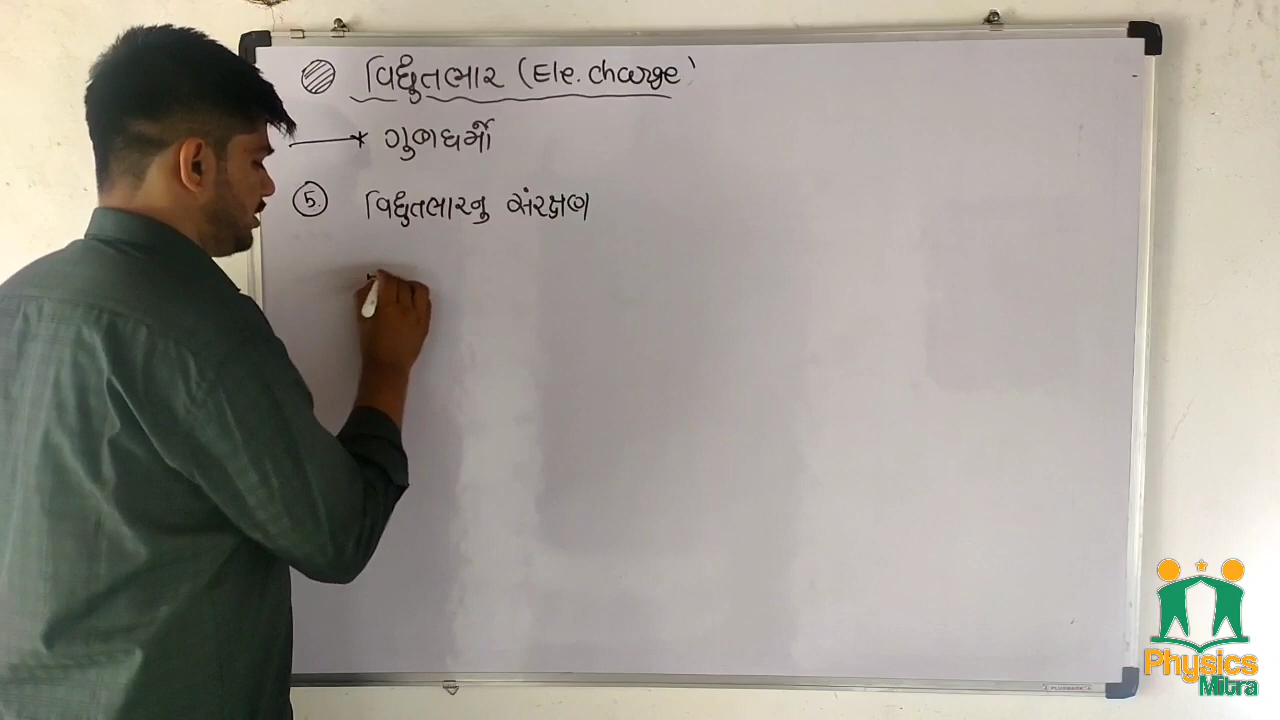 વિદ્યુતભાર (Ele. charge)
ગુણધર્મો
5. વિદ્યુતભારનુ સંરક્ષણ
Physics
Mitra